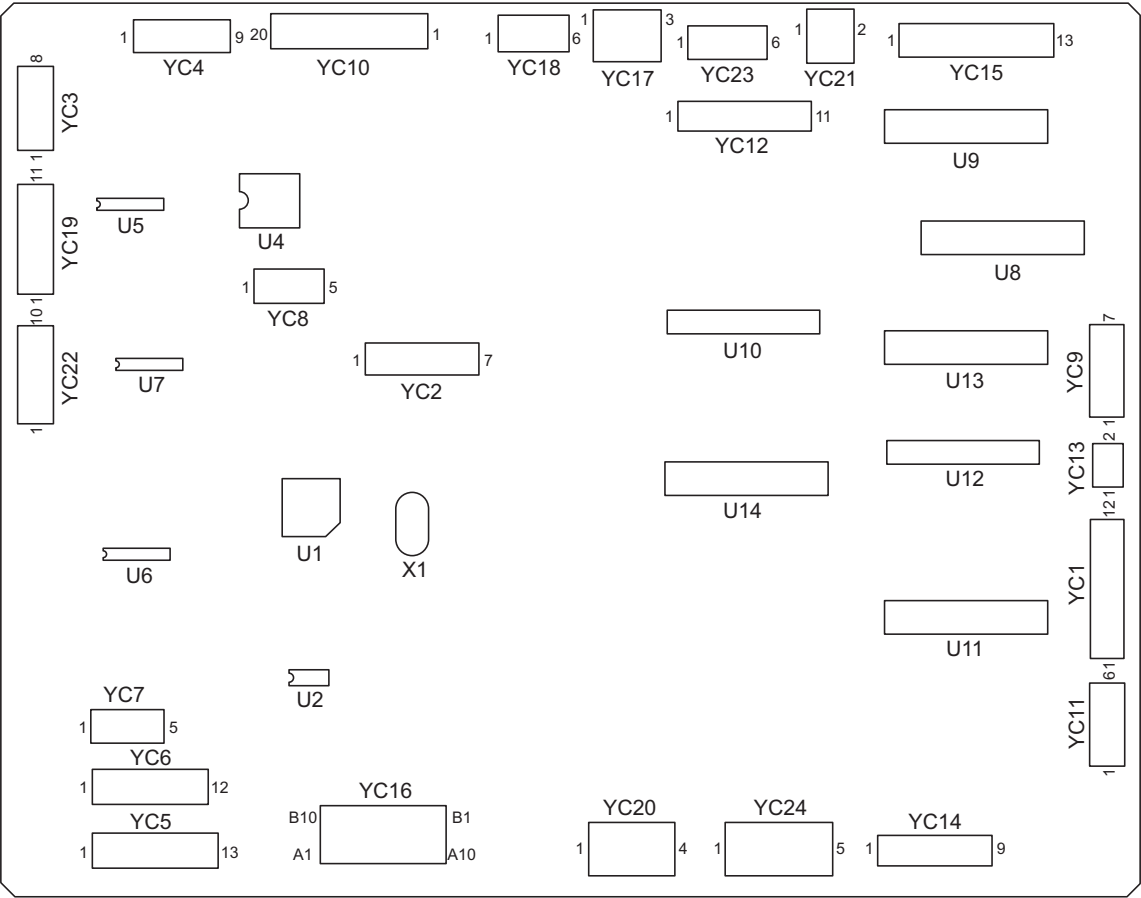 1 9
YC4
20 1
YC10
1 6
YC18
1 3
YC17
1 6
YC23
1 2
YC21
1 13
YC15
8
YC3
1
1 11
YC12
U9
11
YC19
1
U5
U4
U8
1 5
YC8
10
YC22
1
U7
1 7
YC2
U10
U13
7
YC9
1
2
YC13
1
U12
U14
U1
X1
U6
12
YC1
1
U11
U2
6
YC11
1
YC7
1 5
YC6
1 12
YC5
1 13
YC16
B10 B1
A1 A10
YC20
1 4
YC24
1 5
YC14
1 9